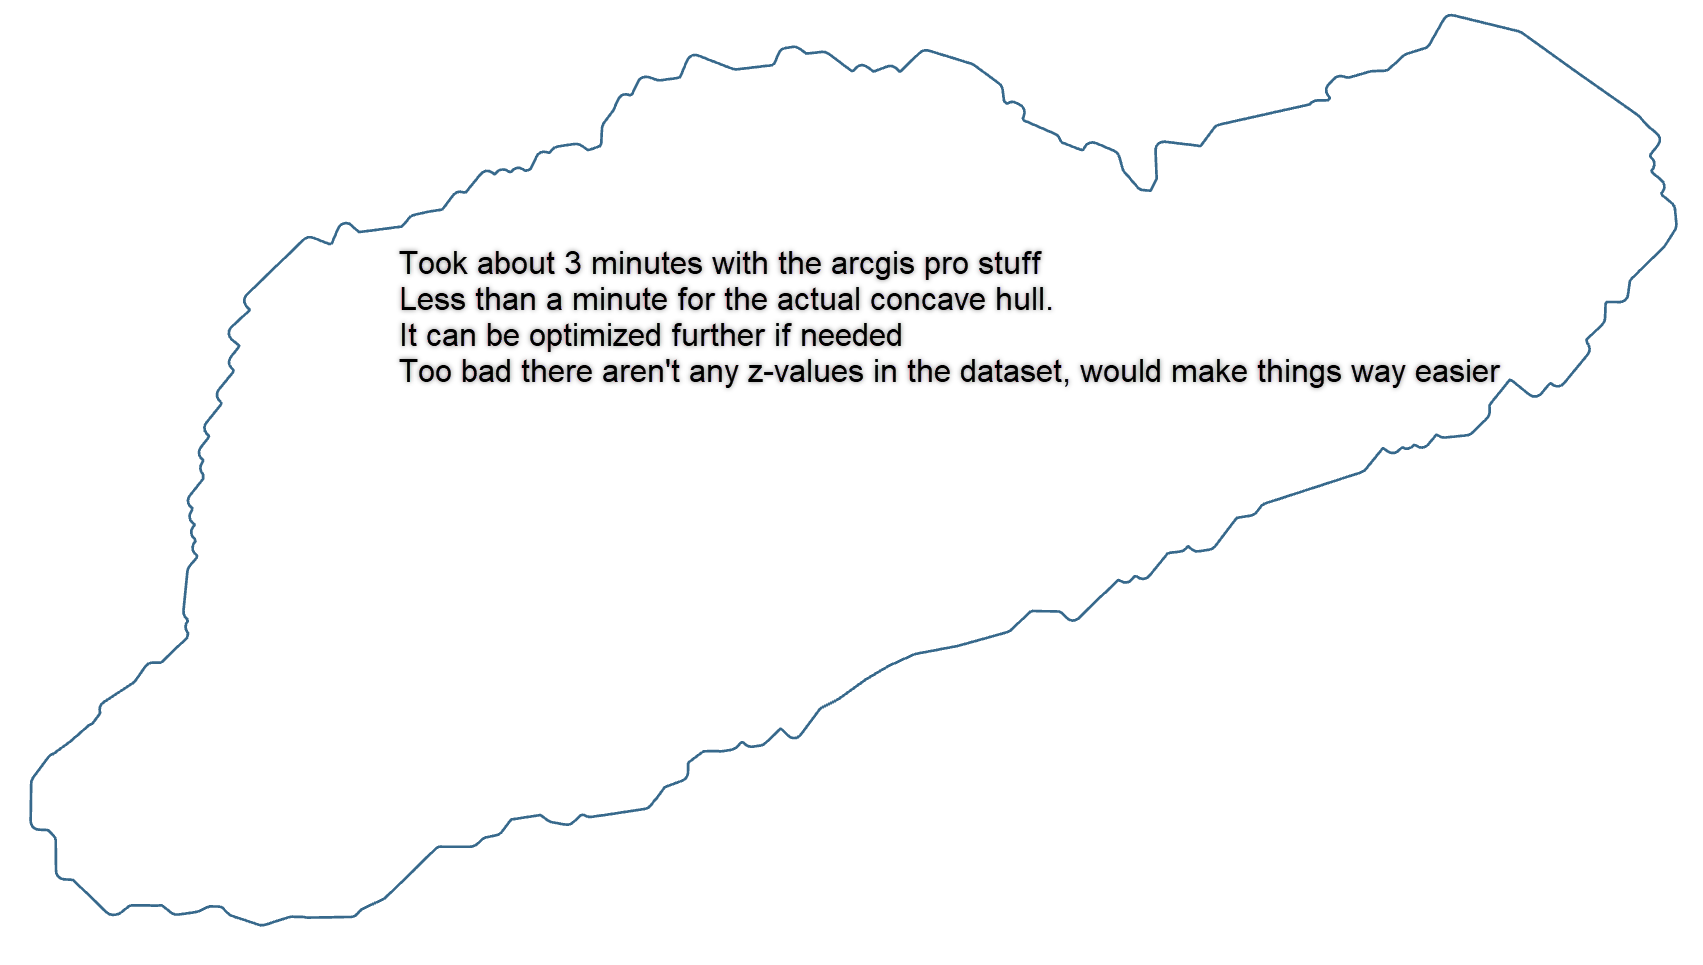 Took about 3 minutes with the arcgis pro stuff
Less than a minute for the actual concave hull.
It can be optimized further if needed
Too bad there aren't any z-values in the dataset, would make things way easier